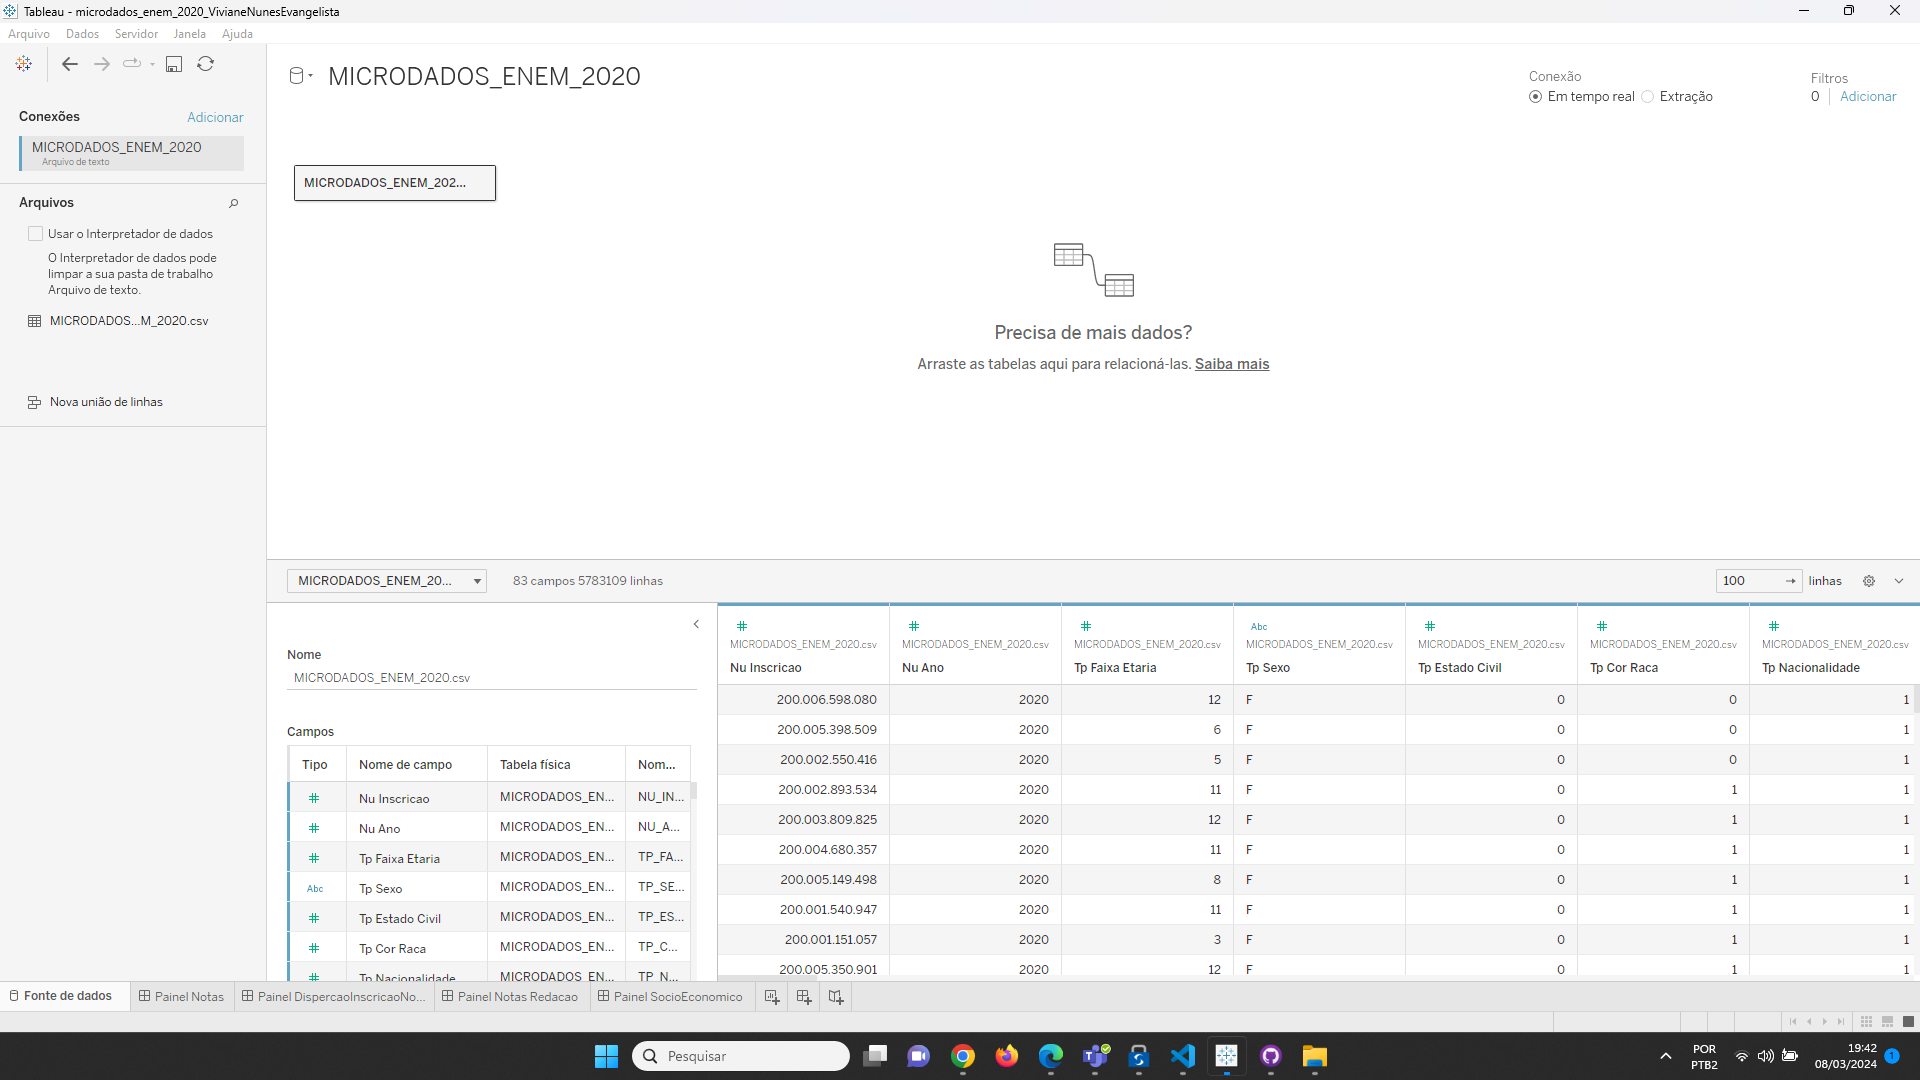 Tableau - microdados_enem_2020_VivianeNunesEvangelista
Arquivo Dados Servidor Janela Ajuda
MICRODADOS_ENEM_2020
Conexão
Em tempo real Extração
Filtros
0 Adicionar
Conexões Adicionar
MICRODADOS_ENEM_2020
Arquivo de texto
Arquivos
Usar o Interpretador de dados
O Interpretador de dados pode
limpar a sua pasta de trabalho
Arquivo de texto.
MICRODADOS...M_2020.csv
Nova união de linhas
MICRODADOS_ENEM_202...
Precisa de mais dados?
Arraste as tabelas aqui para relacioná-las. Saiba mais
MICRODADOS_ENEM_20... 83 campos 5783109 linhas 100 linhas
Nome
MICRODADOS_ENEM_2020.csv
Campos
Tipo Nome de campo Tabela física Nom...
Nu Inscricao MICRODADOS_EN... NU_IN...
Nu Ano MICRODADOS_EN... NU_A...
Tp Faixa Etaria MICRODADOS_EN... TP_FA...
Abc Tp Sexo MICRODADOS_EN... TP_SE...
Tp Estado Civil MICRODADOS_EN... TP_ES...
Tp Cor Raca MICRODADOS_EN... TP_C...
Tp Nacionalidade MICRODADOS_EN... TP_N...
Abc
MICRODADOS_ENEM_2020.csv MICRODADOS_ENEM_2020.csv MICRODADOS_ENEM_2020.csv MICRODADOS_ENEM_2020.csv MICRODADOS_ENEM_2020.csv MICRODADOS_ENEM_2020.csv MICRODADOS_ENEM_2020.csv
Nu Inscricao Nu Ano Tp Faixa Etaria Tp Sexo Tp Estado Civil Tp Cor Raca Tp Nacionalidade
200.006.598.080 2020 12 F 0 0 1
200.005.398.509 2020 6 F 0 0 1
200.002.550.416 2020 5 F 0 0 1
200.002.893.534 2020 11 F 0 1 1
200.003.809.825 2020 12 F 0 1 1
200.004.680.357 2020 11 F 0 1 1
200.005.149.498 2020 8 F 0 1 1
200.001.540.947 2020 11 F 0 1 1
200.001.151.057 2020 3 F 0 1 1
200.005.350.901 2020 12 F 0 1 1
Fonte de dados Painel Notas Painel DispercaoInscricaoNo... Painel Notas Redacao Painel SocioEconomico
Pesquisar
POR
PTB2
19:42
08/03/2024
1